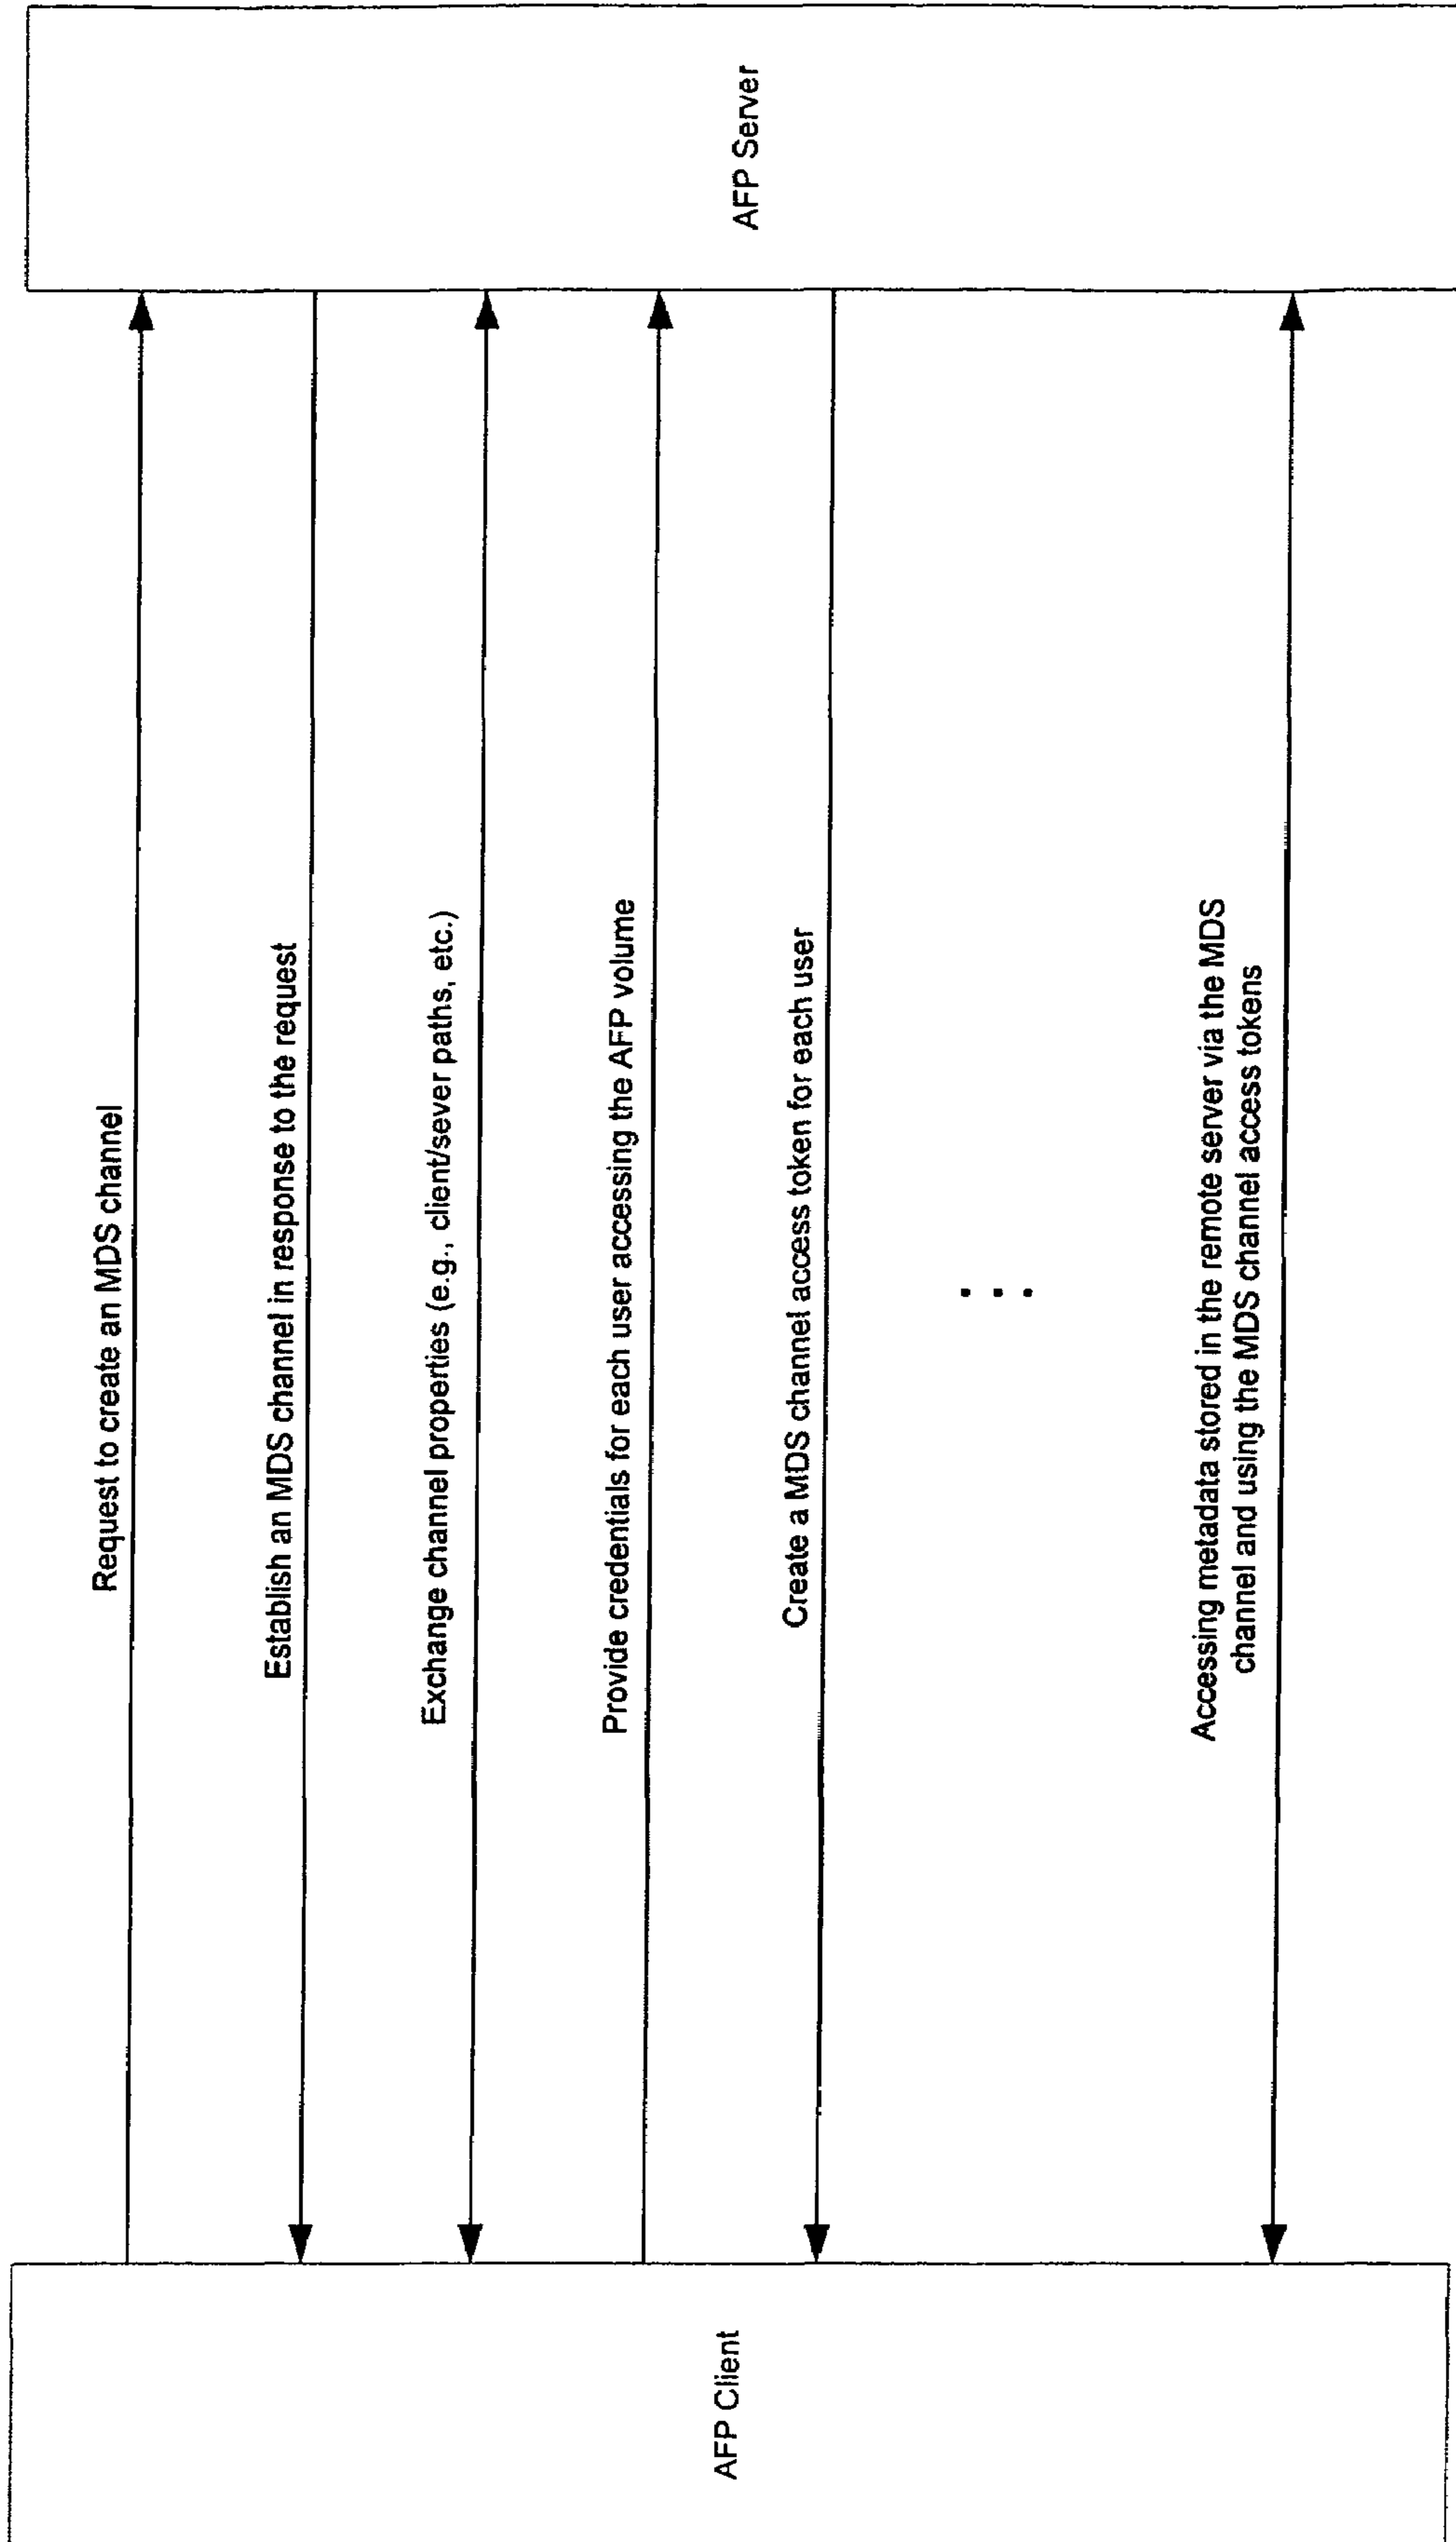 AFP Client
AFP Server
Request to create an MDS channel
Establish an MDS channel in response to the request
Exchange channel properties (e.g., client/sever paths, etc.)
Provide credentials for each user accessing the AFP volume
Create a MDS channel access token for each user
. . .
Accessing metadata stored in the remote server via the MDS
channel and using the MDS channel access tokens